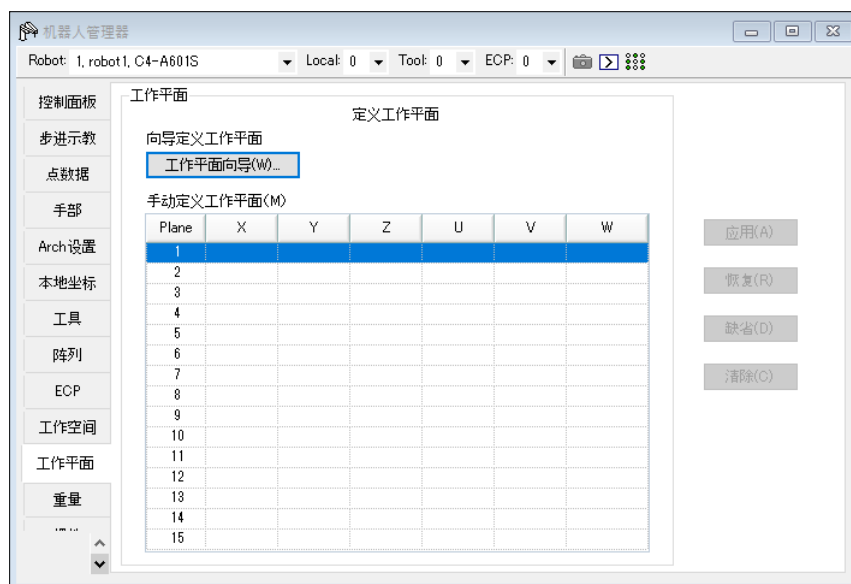 机器人管理器
Robot: 1, robot1, C4-A601S Local: 0 Tool: 0 ECP: 0
控制面板
步进示教
点数据
手部
Arch设置
本地坐标
工具
阵列
ECP
工作空间
工作平面
重量
工作平面
定义工作平面
向导定义工作平面
工作平面向导(W)...
手动定义工作平面(M)
Plane X Y Z U V W
1
2
3
4
5
6
7
8
9
10
11
12
13
14
15
应用(A)
恢复(R)
缺省(D)
清除(C)